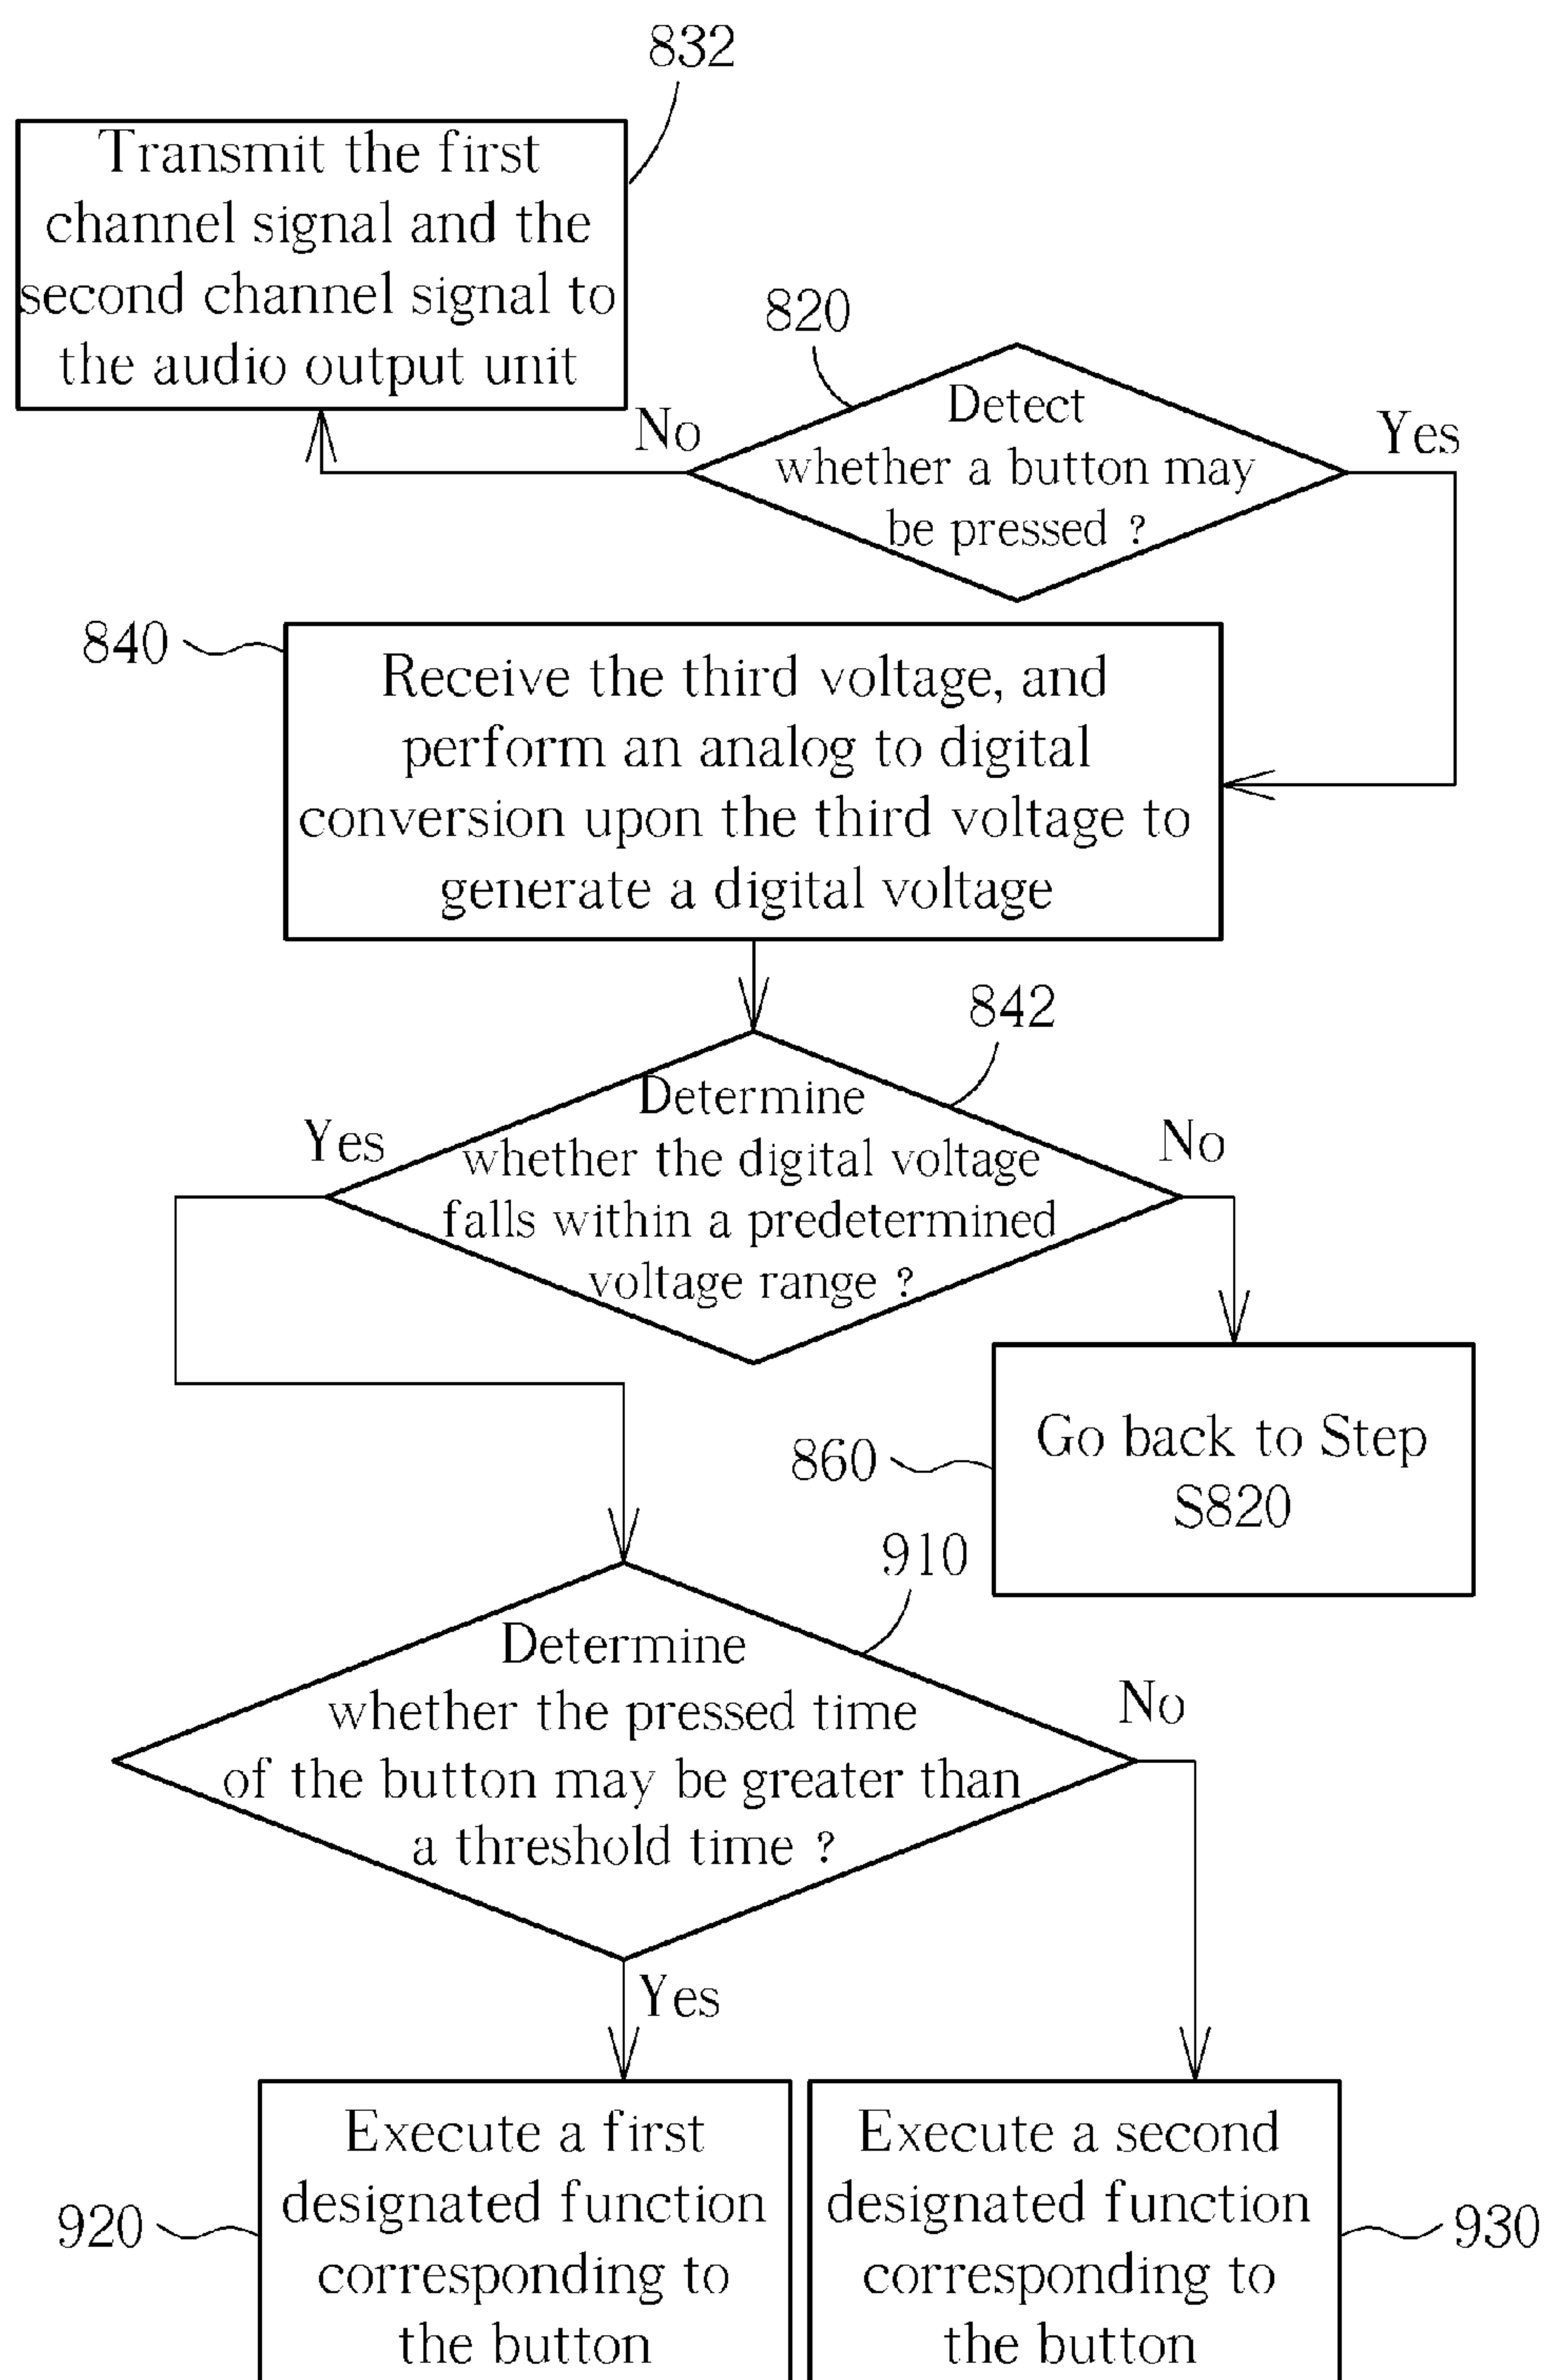 832
Transmit the first
channel signal and the
second channel signal to
the audio output unit
820
No
Detect
whether a button may
be pressed ?
Yes
840
Receive the third voltage, and
perform an analog to digital
conversion upon the third voltage to
generate a digital voltage
842
Yes
Determine
whether the digital voltage
falls within a predetermined
voltage range ?
No
860
Go back to Step
S820
910
Determine
whether the pressed time
of the button may be greater than
a threshold time ?
No
Yes
920
Execute a first
designated function
corresponding to
the button
Execute a second
designated function
corresponding to
the button
930